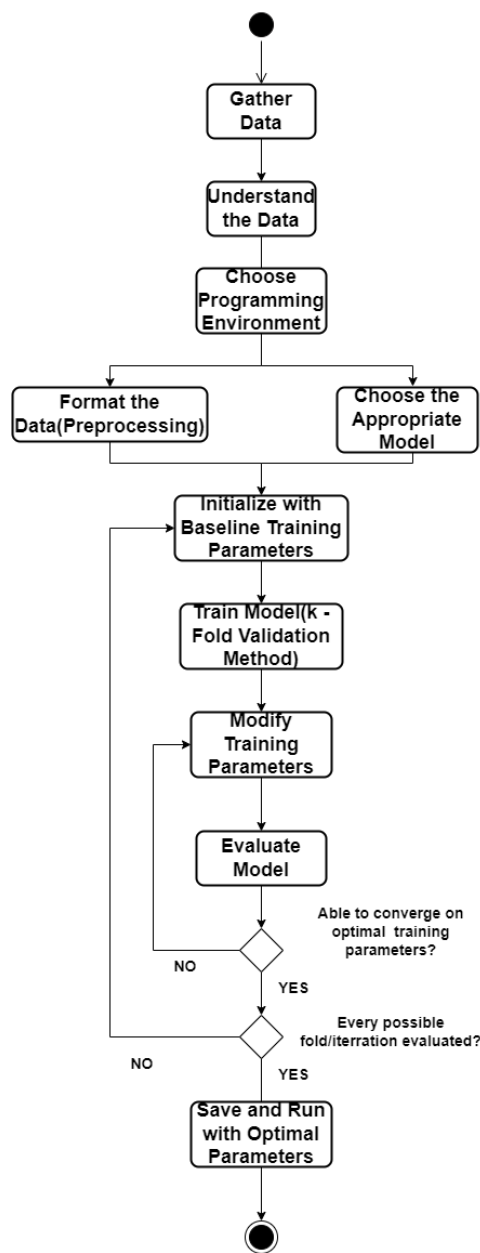 Gather
Data
Understand
the Data
Choose
Programming
Environment
Format the
Data(Preprocessing)
Choose the
Appropriate
Model
Initialize with
Baseline Training
Parameters
Train Model(k -
Fold Validation
Method)
Modify
Training
Parameters
Evaluate
Model
Able to converge on
optimal training
parameters?
NO
YES
Every possible
fold/iterration evaluated?
NO
YES
Save and Run
with Optimal
Parameters